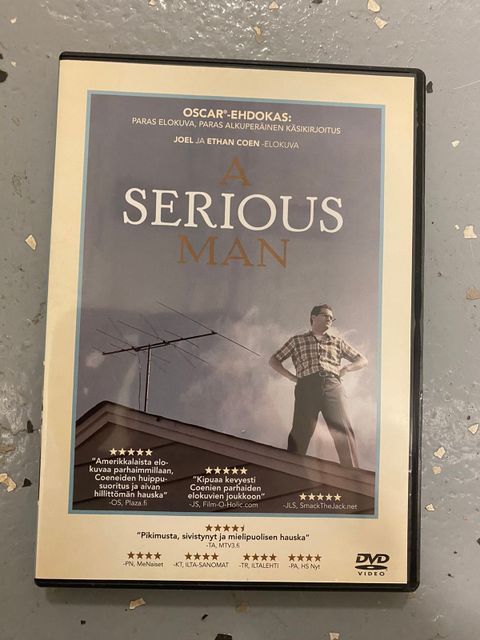 OSCAR®-EHDOKAS:
PARAS ELOKUVA, PARAS ALKUPERÄINEN KÄSIKIRJOITUS
JOEL JA ETHAN COEN -ELOKUVA
A
SERIOUS
MAN
★★★★★
"Amerikkalaista elo-
kuvaa parhaimmillaan,
Coeneiden huippu-
suoritus ja aivan
hillittömän hauska"
-OS, Plaza.fi
★★★★★
"Kipuaa kevyesti
Coenien parhaiden
elokuvien joukkoon"
-JS, Film-O-Holic.com
★★★★★
-JLS, SmackTheJack.net
"Pikimusta, sivistynyt ja mielipuolisen hauska"
-TA, MTV3.fi
★★★★
-PN, MeNaiset
★★★★
-KT, ILTA-SANOMAT
★★★★
-TR, ILTALEHTI
★★★★
-PA, HS Nyt
DVD
VIDEO